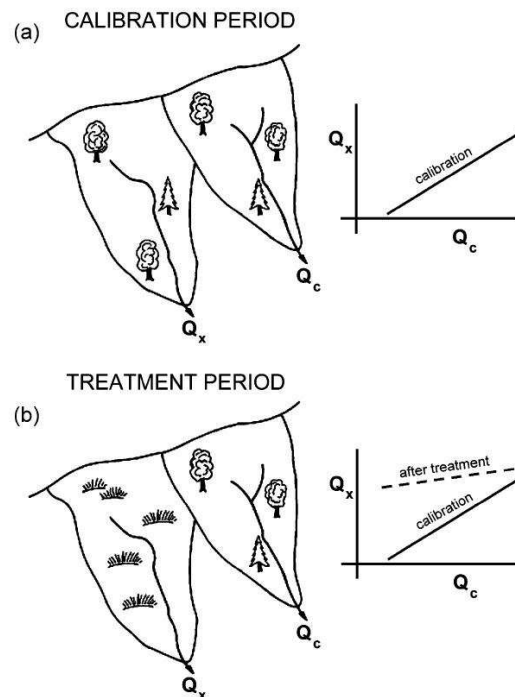 CALIBRATION PERIOD
(a)
Qx
calibration
Qc
Qc
Qx
TREATMENT PERIOD
(b)
after treatment
Qx
calibration
Qc
Qc
Qx